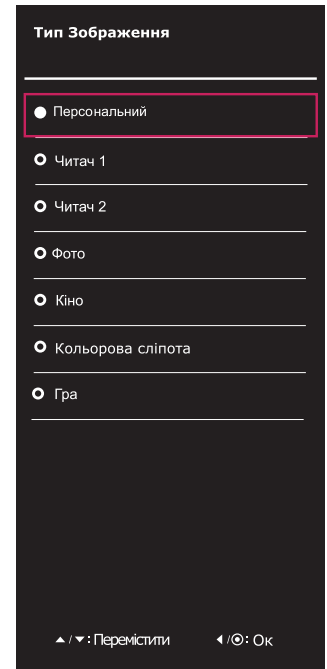 Тип Зображення
Персональний
Читач 1
Читач 2
Фото
Кіно
Кольорова сліпота
Гра
▲/▼: Перемістити ◀/◉: Ок